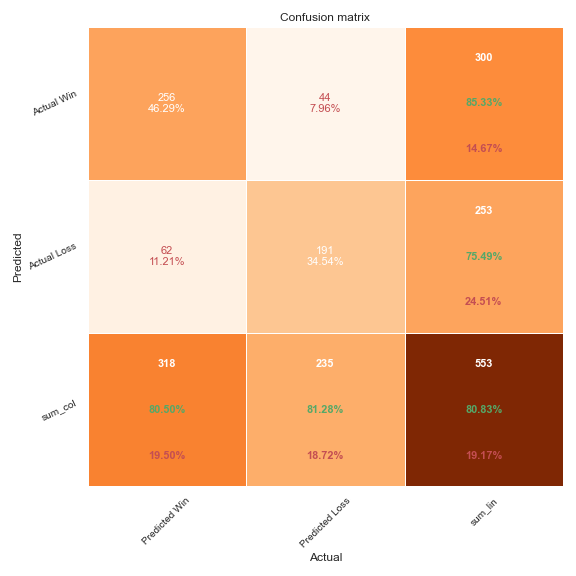 Confusion matrix
Actual Win
256
46.29%
44
7.96%
300
85.33%
14.67%
Actual Loss
62
11.21%
191
34.54%
253
75.49%
24.51%
sum_col
318
80.50%
19.50%
235
81.28%
18.72%
553
80.83%
19.17%
Predicted
Predicted Win
Predicted Loss
sum_lin
Actual